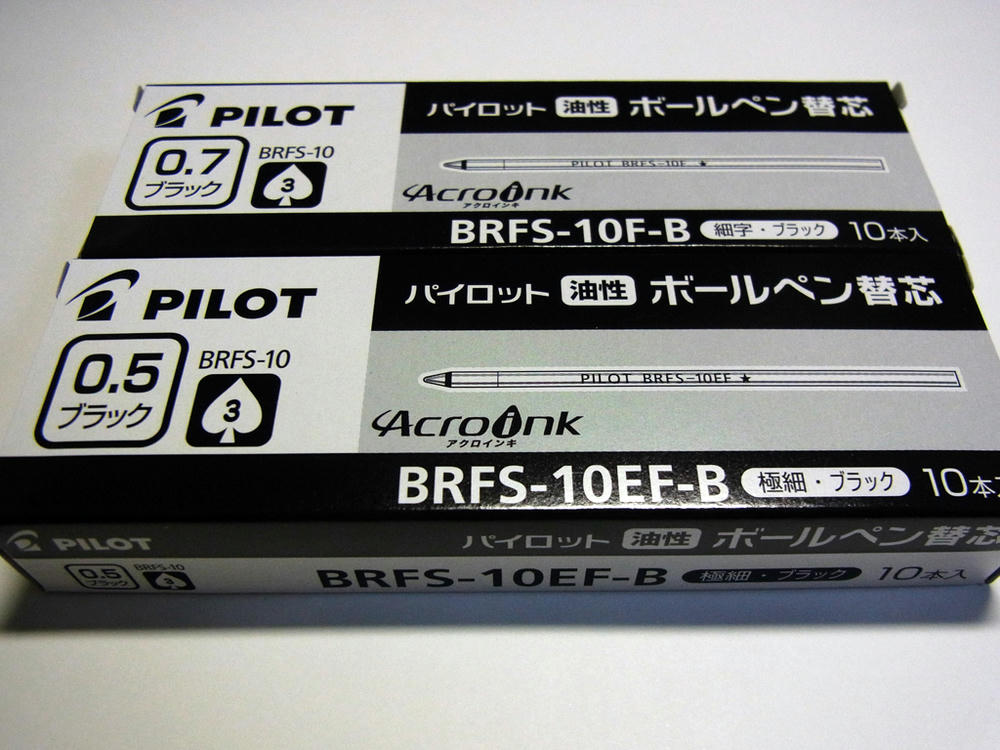 PILOT
パイロット 油性 ボールペン替芯
0.7
ブラック
BRFS-10
3
PILOT BRFS-10F ★
Acroink
アクロインキ
BRFS-10F-B 細字・ブラック 10本入
PILOT
パイロット 油性 ボールペン替芯
0.5
ブラック
BRFS-10
3
PILOT BRFS-10EF ★
Acroink
アクロインキ
BRFS-10EF-B 極細・ブラック 10本
PILOT パイロット 油性 ボールペン替芯
0.5
ブラック
BRFS-10
3
BRFS-10EF-B 極細・ブラック 10本入